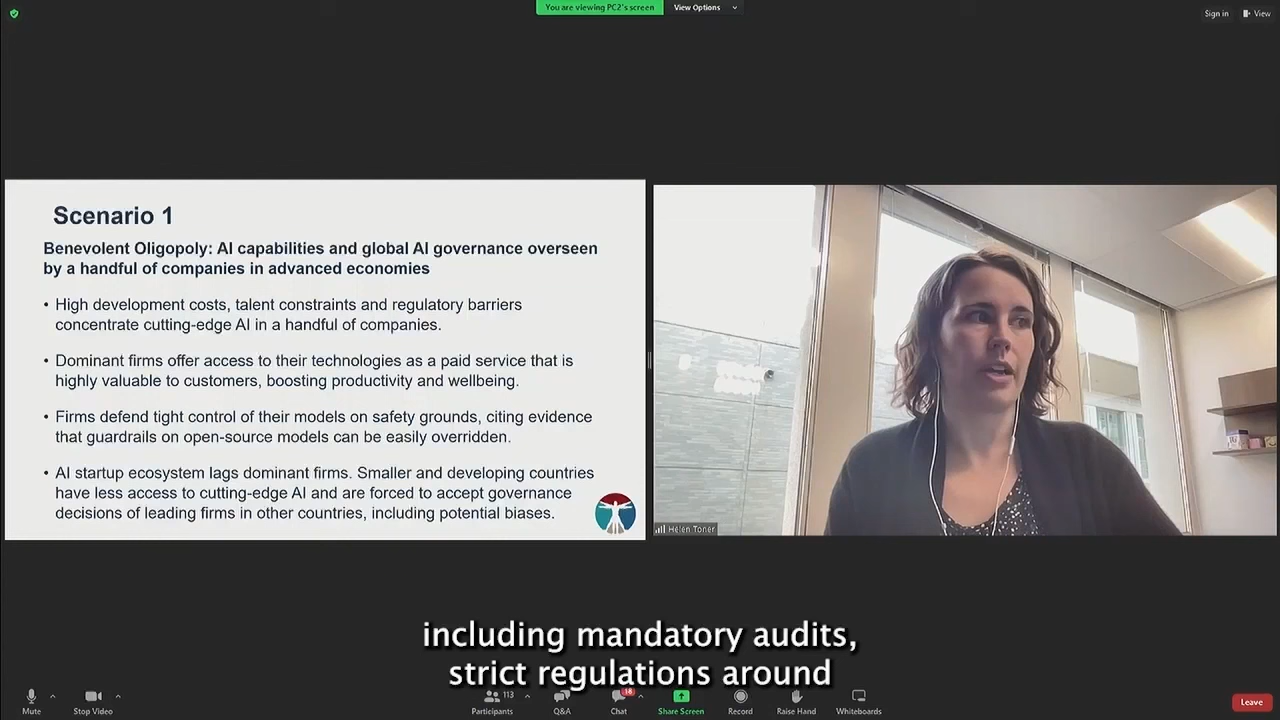 You are viewing PC2's screen
View Options
Sign in
View
Scenario 1
Benevolent Oligopoly: AI capabilities and global AI governance overseen
by a handful of companies in advanced economies
• High development costs, talent constraints and regulatory barriers
concentrate cutting-edge AI in a handful of companies.
• Dominant firms offer access to their technologies as a paid service that is
highly valuable to customers, boosting productivity and wellbeing.
• Firms defend tight control of their models on safety grounds, citing evidence
that guardrails on open-source models can be easily overridden.
• AI startup ecosystem lags dominant firms. Smaller and developing countries
have less access to cutting-edge AI and are forced to accept governance
decisions of leading firms in other countries, including potential biases.
Helen Toner
including mandatory audits,
strict regulations around
113
18
Mute
Stop Video
Participants
Q&A
Chat
Share Screen
Record
Raise Hand
Whiteboards
Leave